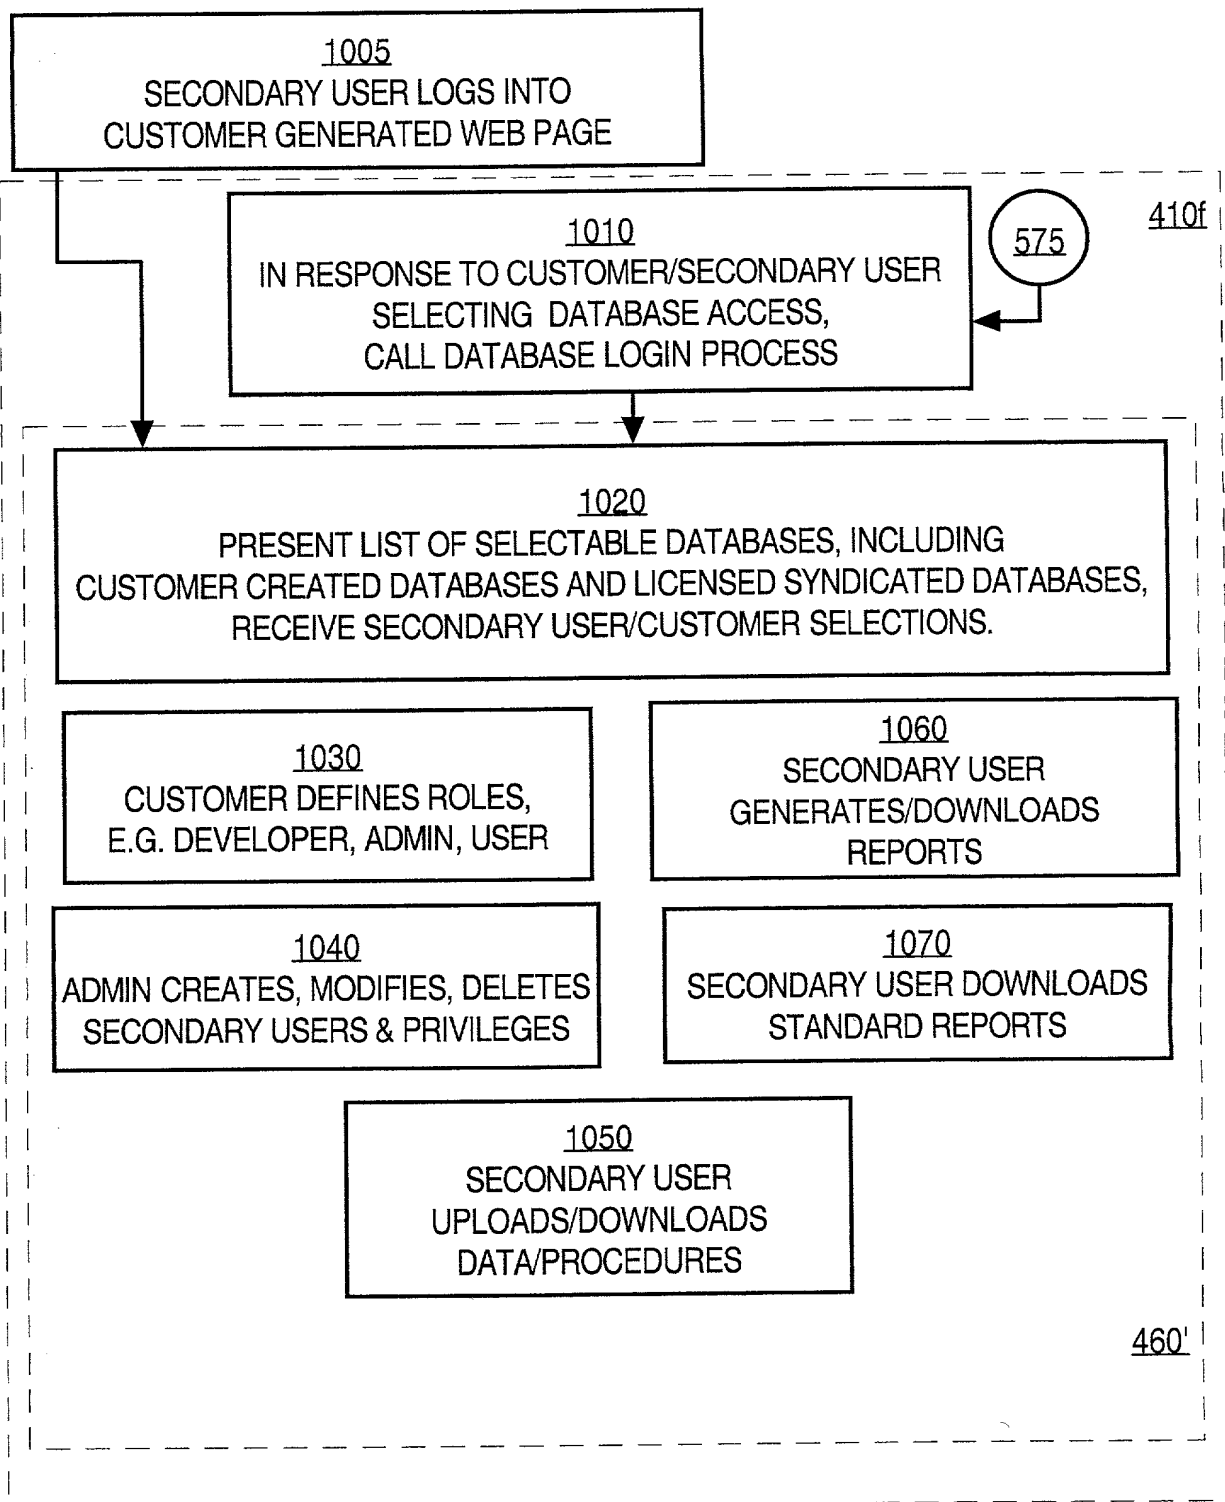 1005
SECONDARY USER LOGS INTO
CUSTOMER GENERATED WEB PAGE
410f
1010
IN RESPONSE TO CUSTOMER/SECONDARY USER
SELECTING DATABASE ACCESS,
CALL DATABASE LOGIN PROCESS
575
1020
PRESENT LIST OF SELECTABLE DATABASES, INCLUDING
CUSTOMER CREATED DATABASES AND LICENSED SYNDICATED DATABASES,
RECEIVE SECONDARY USER/CUSTOMER SELECTIONS.
1030
CUSTOMER DEFINES ROLES,
E.G. DEVELOPER, ADMIN, USER
1060
SECONDARY USER
GENERATES/DOWNLOADS
REPORTS
1040
ADMIN CREATES, MODIFIES, DELETES
SECONDARY USERS & PRIVILEGES
1070
SECONDARY USER DOWNLOADS
STANDARD REPORTS
1050
SECONDARY USER
UPLOADS/DOWNLOADS
DATA/PROCEDURES
460'